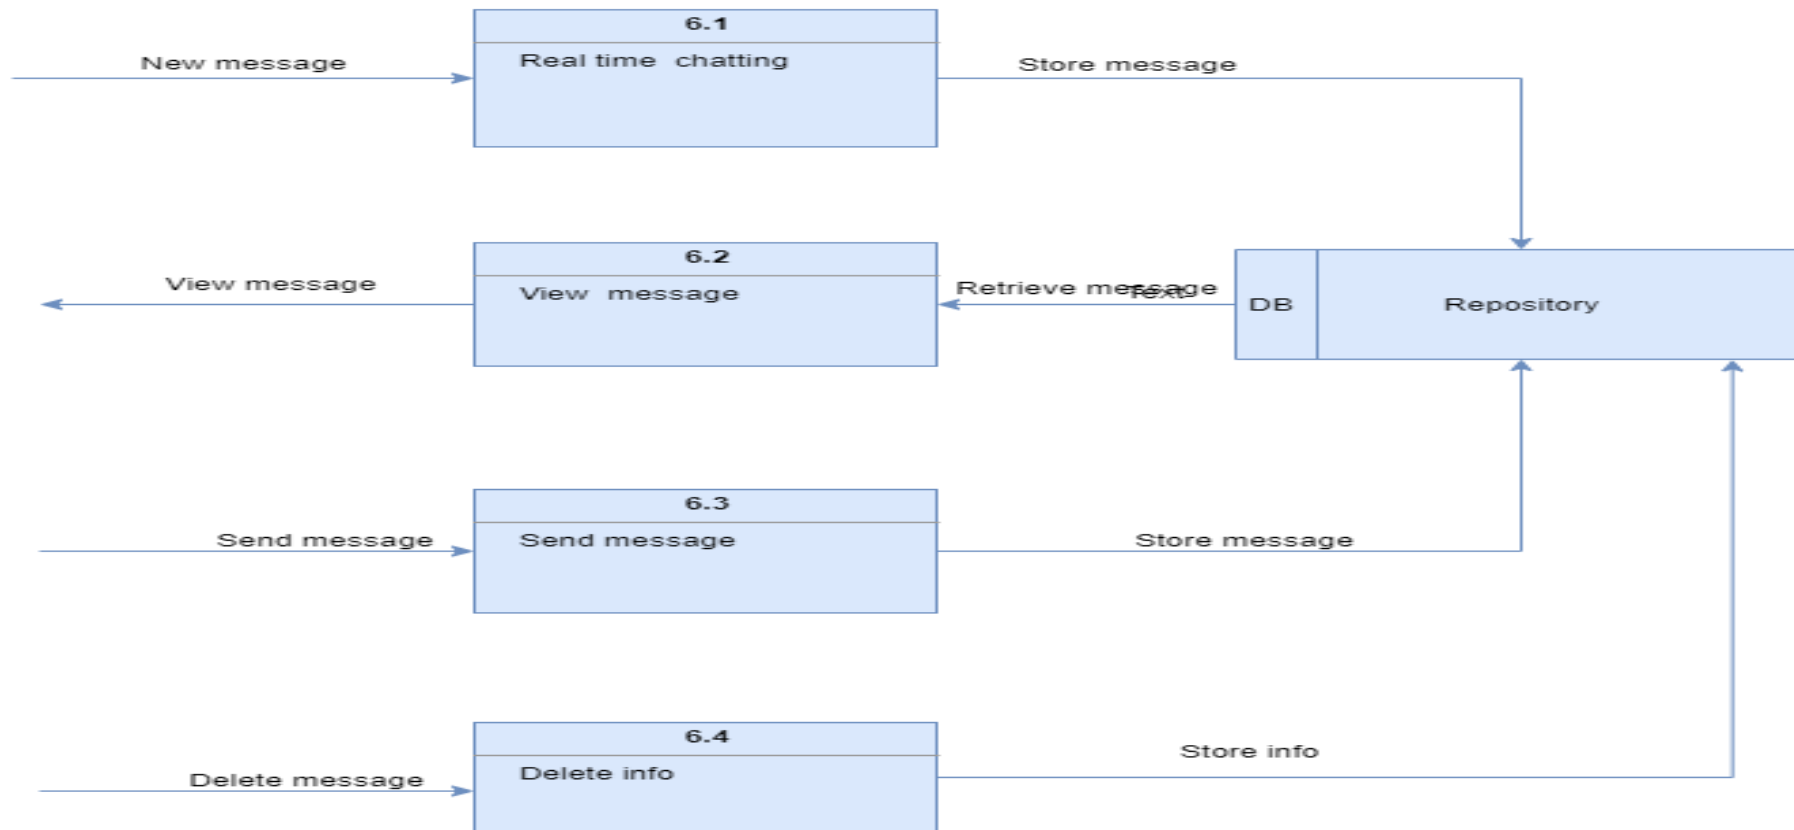 6.1
New message
Real time chatting
Store message
6.2
View message
View message
Retrieve message
Text
DB
Repository
6.3
Send message
Send message
Store message
6.4
Delete message
Delete info
Store info